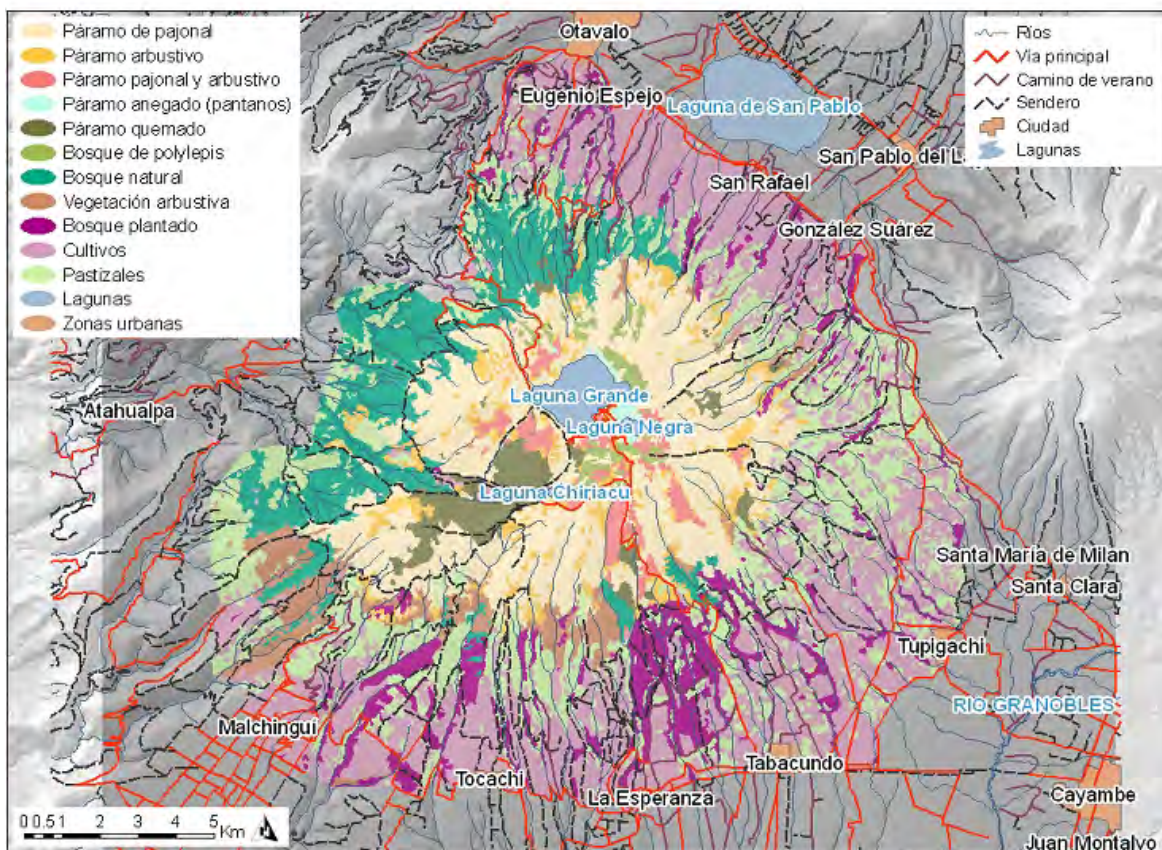 Páramo de pajonal
Páramo arbustivo
Páramo pajonal y arbustivo
Páramo anegado (pantanos)
Páramo quemado
Bosque de polylepis
Bosque natural
Vegetación arbustiva
Bosque plantado
Cultivos
Pastizales
Lagunas
Zonas urbanas
Ríos
Vía principal
Camino de verano
Sendero
Ciudad
Lagunas
Otavalo
Eugenio Espejo
Laguna de San Pablo
San Pablo del La
San Rafael
González Suárez
Laguna Grande
Atahualpa
Laguna Negra
Laguna Chiriacu
Santa María de Milan
Santa Clara
Tupigachi
RIO GRANOBLES
Malchinguí
Tocachi
Tabacundo
La Esperanza
Cayambe
Juan Montalvo
0 0,5 1 2 3 4 5
Km